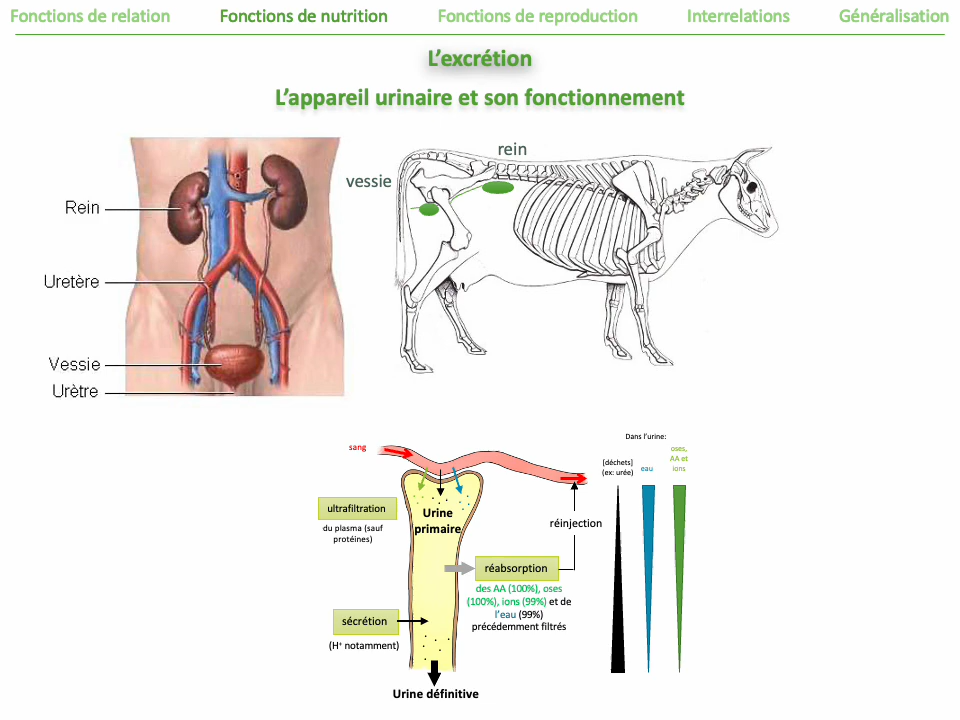 Fonctions de relation Fonctions de nutrition Fonctions de reproduction Interrelations Généralisation
L'excrétion
L'appareil urinaire et son fonctionnement
Rein
Uretère
Vessie
Urètre
rein
vessie
sang
ultrafiltration
du plasma (sauf
protéines)
Urine
primaire
réinjection
réabsorption
des AA (100%), oses
(100%), ions (99%) et de
l'eau (99%)
précédemment filtrés
sécrétion
(H⁺ notamment)
Urine définitive
Dans l'urine:
[déchets]
(ex: urée)
eau
oses,
AA et
ions